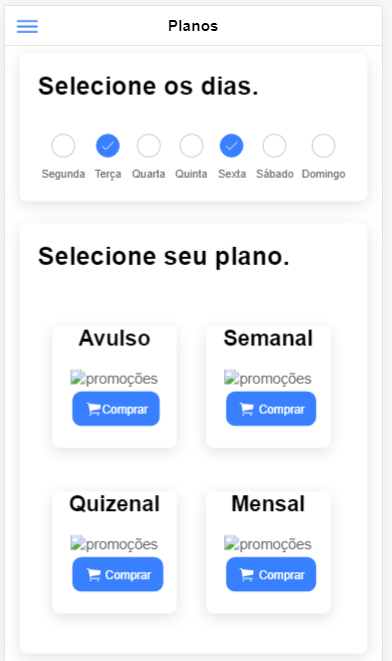 Planos
Selecione os dias.
Segunda Terça Quarta Quinta Sexta Sábado Domingo
Selecione seu plano.
Avulso Semanal
promoções promoções
Comprar Comprar
Quizenal Mensal
promoções promoções
Comprar Comprar